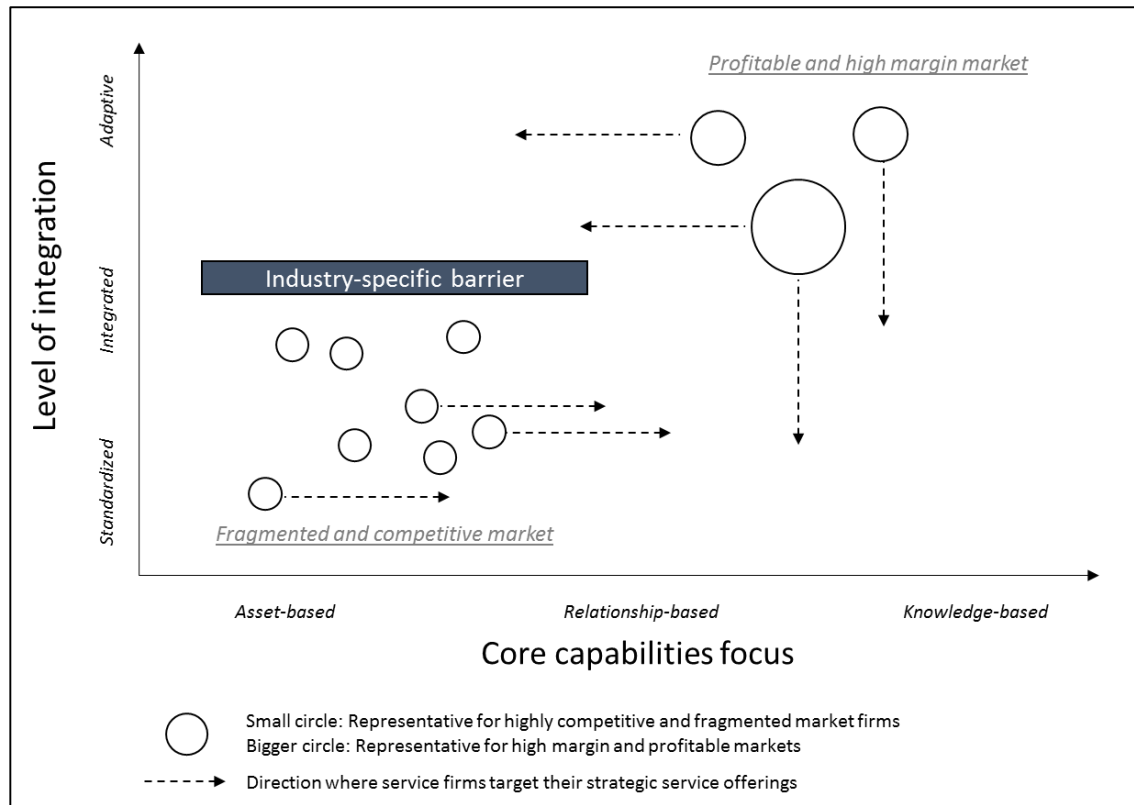 Profitable and high margin market
Adaptive
Level of integration
Industry-specific barrier
Integrated
Standardized
Fragmented and competitive market
Asset-based
Relationship-based
Knowledge-based
Core capabilities focus
Small circle: Representative for highly competitive and fragmented market firms
Bigger circle: Representative for high margin and profitable markets
Direction where service firms target their strategic service offerings